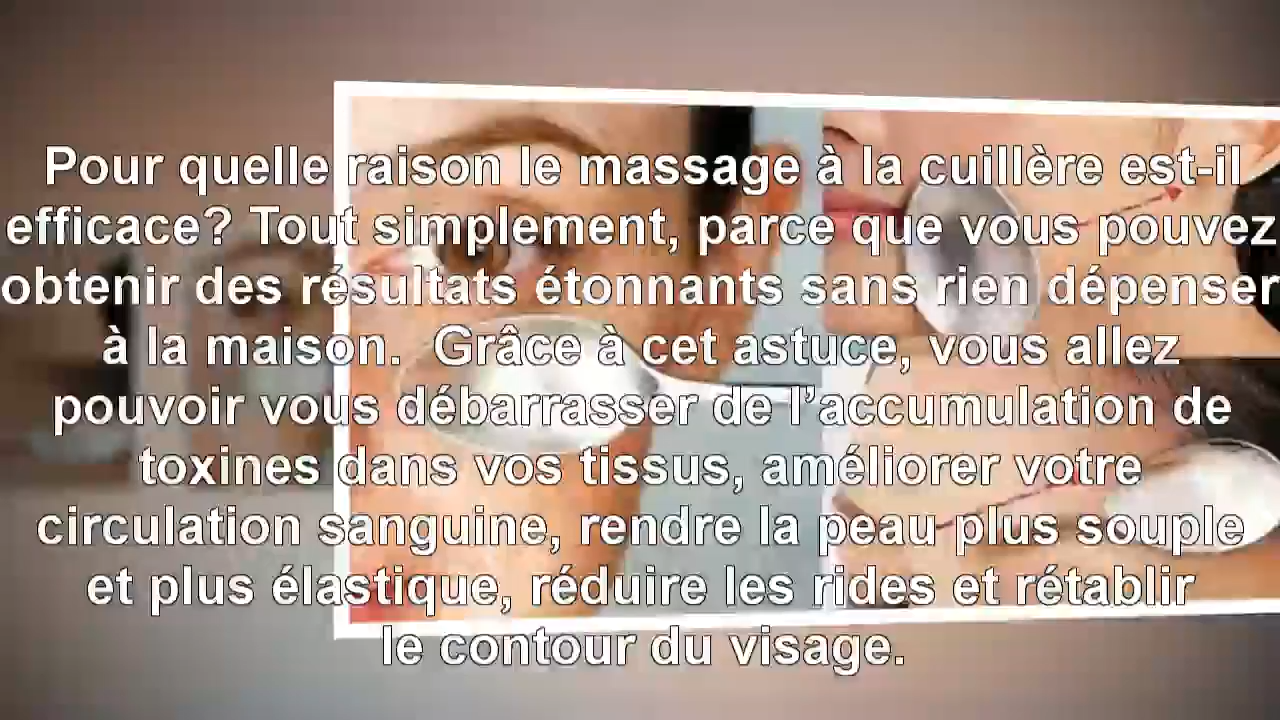 Pour quelle raison le massage à la cuillère est-il
efficace? Tout simplement, parce que vous pouvez
obtenir des résultats étonnants sans rien dépenser
à la maison.  Grâce à cet astuce, vous allez
pouvoir vous débarrasser de l’accumulation de
toxines dans vos tissus, améliorer votre
circulation sanguine, rendre la peau plus souple
et plus élastique, réduire les rides et rétablir
le contour du visage.